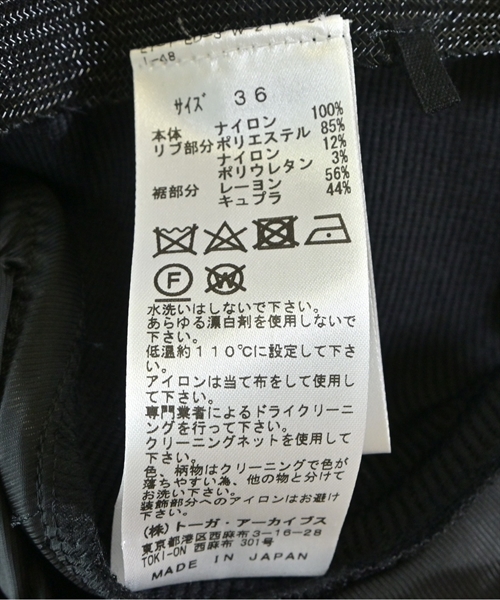 サイズ 36
本体 ナイロン 100%
リブ部分 ポリエステル 85%
ナイロン 12%
ポリウレタン 3%
裾部分 レーヨン 56%
キュプラ 44%
F W
水洗いはしないで下さい。
あらゆる漂白剤を使用しないで
下さい。
低温約110℃に設定して下さ
い。
アイロンは当て布をして使用し
て下さい。
専門業者によるドライクリーニ
ングを行って下さい。
クリーニングネットを使用して
下さい。
色、柄物はクリーニングで色が
落ちやすい為、他の物と分けて
お洗い下さい。
装飾部分へのアイロンはお避け
下さい。
(株)トーガ・アーカイブス
東京都港区西麻布3-16-28
TOKI-ON 西麻布 301号
MADE IN JAPAN